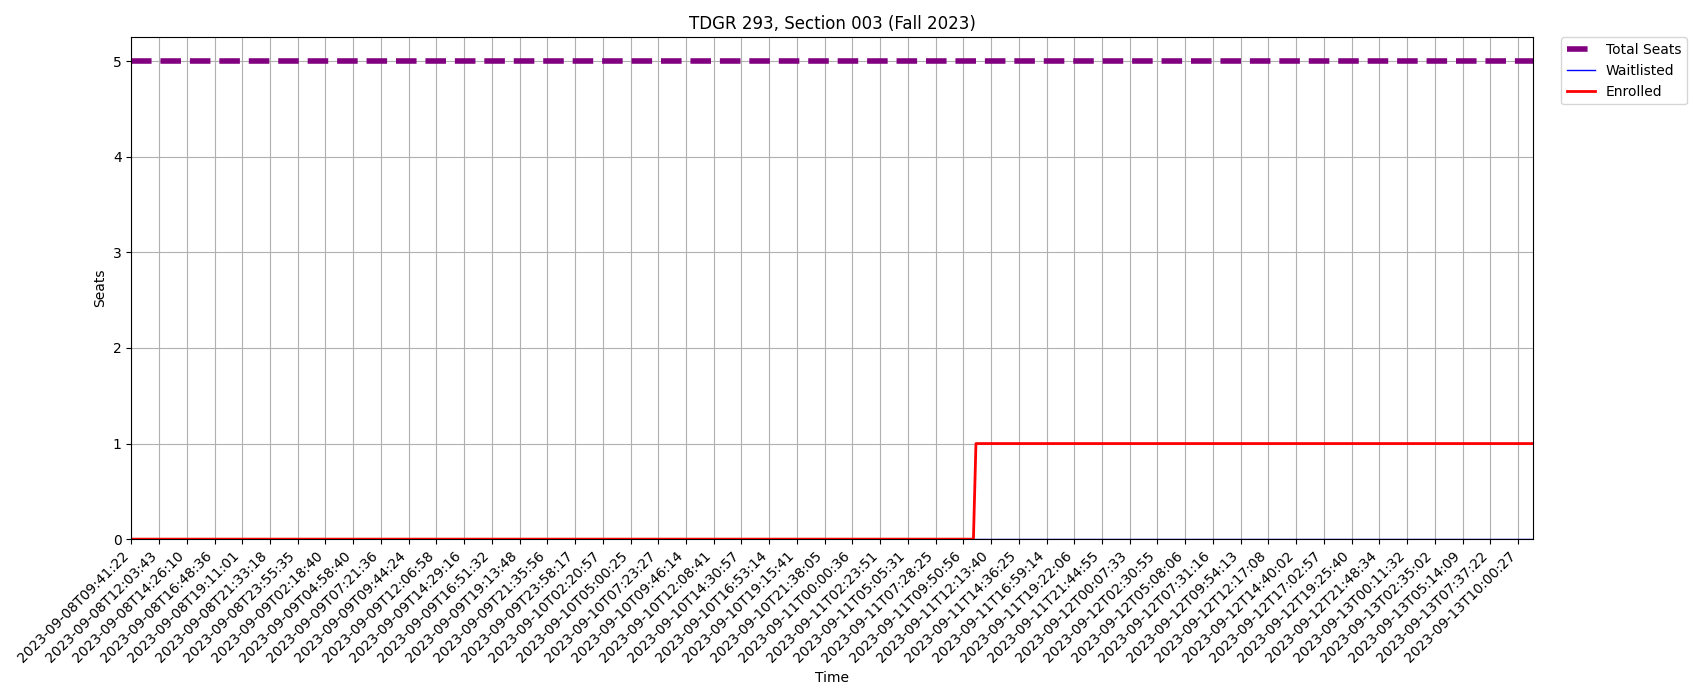 TDGR 293, Section 003 (Fall 2023)
Total Seats
Waitlisted
Enrolled
5
4
3
2
1
0
Seats
2023-09-08T09:41:22
2023-09-08T12:03:43
2023-09-08T14:26:10
2023-09-08T16:48:36
2023-09-08T19:11:01
2023-09-08T21:33:18
2023-09-08T23:55:35
2023-09-09T02:18:40
2023-09-09T04:58:40
2023-09-09T07:21:36
2023-09-09T09:44:24
2023-09-09T12:06:58
2023-09-09T14:29:16
2023-09-09T16:51:32
2023-09-09T19:13:48
2023-09-09T21:35:56
2023-09-09T23:58:17
2023-09-10T02:20:57
2023-09-10T05:00:25
2023-09-10T07:23:27
2023-09-10T09:46:14
2023-09-10T12:08:41
2023-09-10T14:30:57
2023-09-10T16:53:14
2023-09-10T19:15:41
2023-09-10T21:38:05
2023-09-11T00:00:36
2023-09-11T02:23:51
2023-09-11T05:05:31
2023-09-11T07:28:25
2023-09-11T09:50:56
2023-09-11T12:13:40
2023-09-11T14:36:25
2023-09-11T16:59:14
2023-09-11T19:22:06
2023-09-11T21:44:55
2023-09-12T00:07:33
2023-09-12T02:30:55
2023-09-12T05:08:06
2023-09-12T07:31:16
2023-09-12T09:54:13
2023-09-12T12:17:08
2023-09-12T14:40:02
2023-09-12T17:02:57
2023-09-12T19:25:40
2023-09-12T21:48:34
2023-09-13T00:11:32
2023-09-13T02:35:02
2023-09-13T05:14:09
2023-09-13T07:37:22
2023-09-13T10:00:27
Time